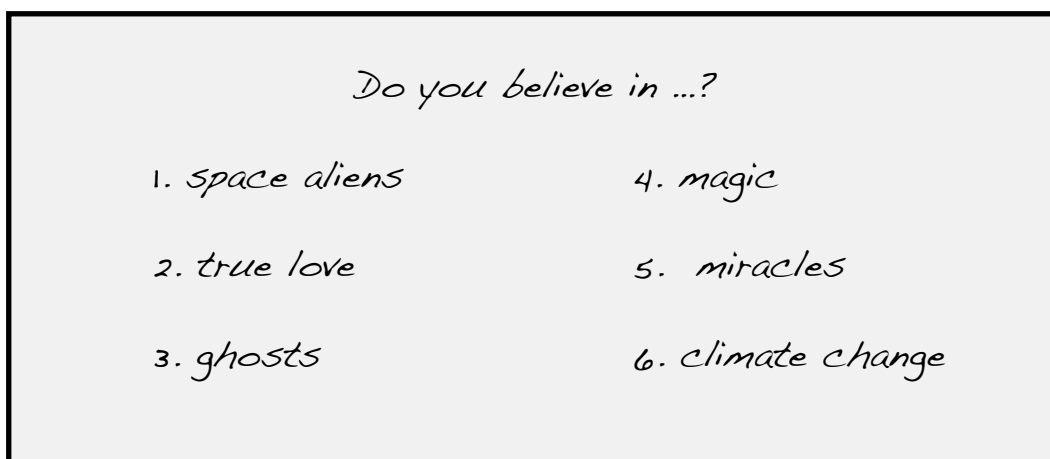 Do you believe in ...?
1. space aliens
2. true love
3. ghosts
4. magic
5. miracles
6. climate change